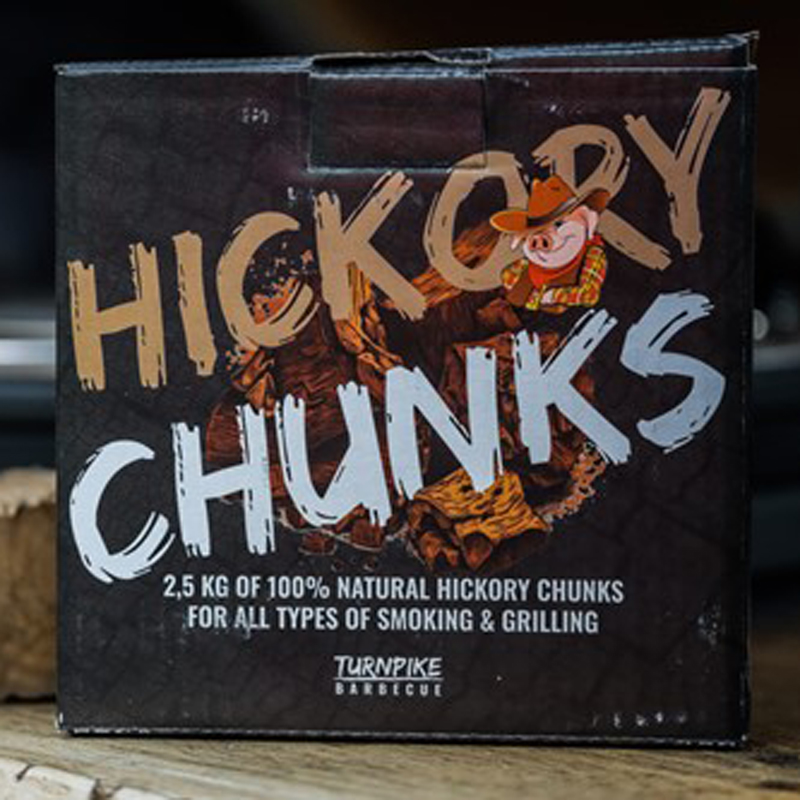 HICKORY
CHUNKS
2,5 KG OF 100% NATURAL HICKORY CHUNKS
FOR ALL TYPES OF SMOKING & GRILLING
TURNPIKE
BARBECUE